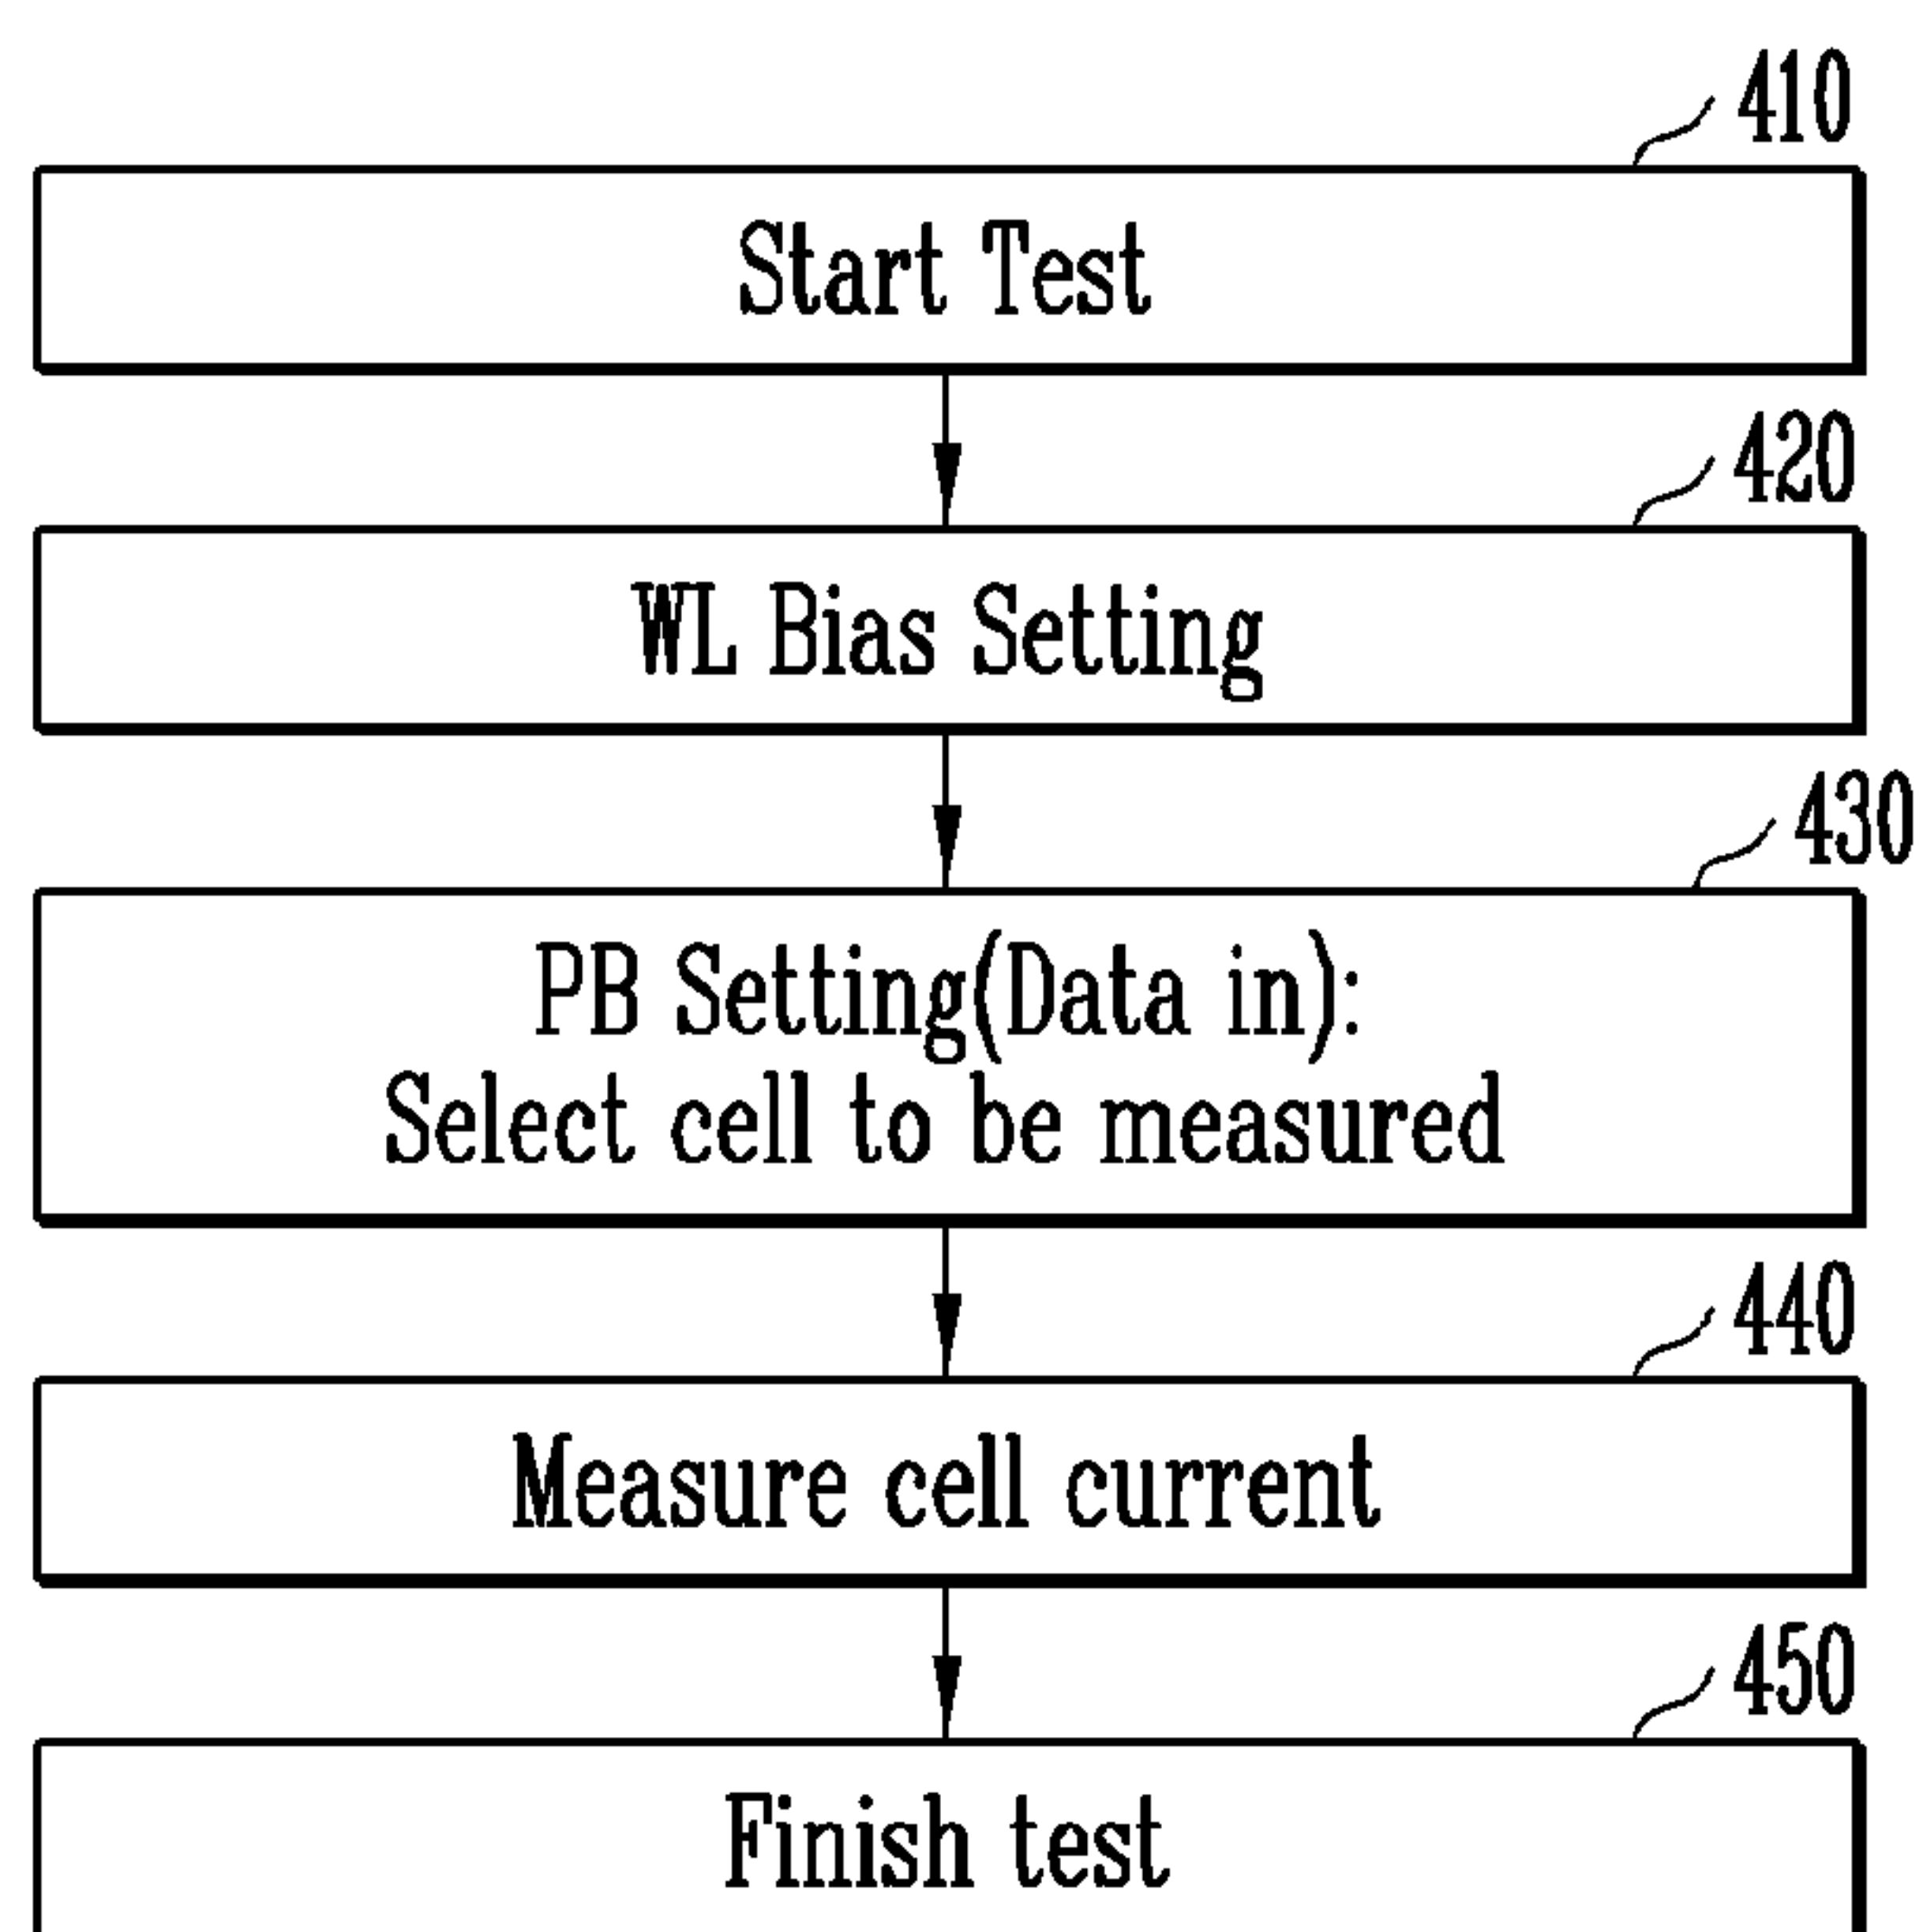 410
Start Test
420
WL Bias Setting
430
PB Setting(Data in):
Select cell to be measured
440
Measure cell current
450
Finish test